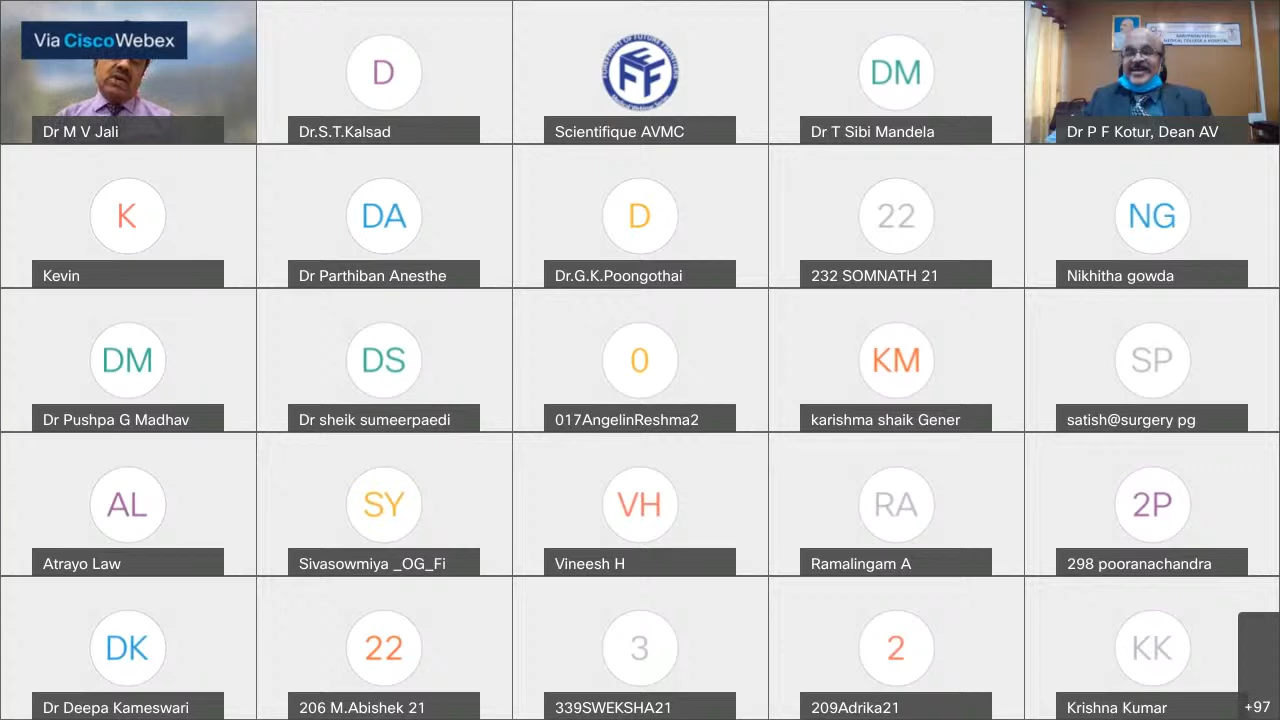 Via CiscoWebex
Dr M V Jali
D
Dr.S.T.Kalsad
FF
Scientifique AVMC
DM
Dr T Sibi Mandela
MEDICAL COLLEGE & HOSPITAL
Dr P F Kotur, Dean AV
K
Kevin
DA
Dr Parthiban Anesthe
D
Dr.G.K.Poongothai
22
232 SOMNATH 21
NG
Nikhitha gowda
DM
Dr Pushpa G Madhav
DS
Dr sheik sumeerpaedi
0
017AngelinReshma2
KM
karishma shaik Gener
SP
satish@surgery pg
AL
Atrayo Law
SY
Sivasowmiya _OG_Fi
VH
Vineesh H
RA
Ramalingam A
2P
298 pooranachandra
DK
Dr Deepa Kameswari
22
206 M.Abishek 21
3
339SWEKSHA21
2
209Adrika21
KK
Krishna Kumar
+97